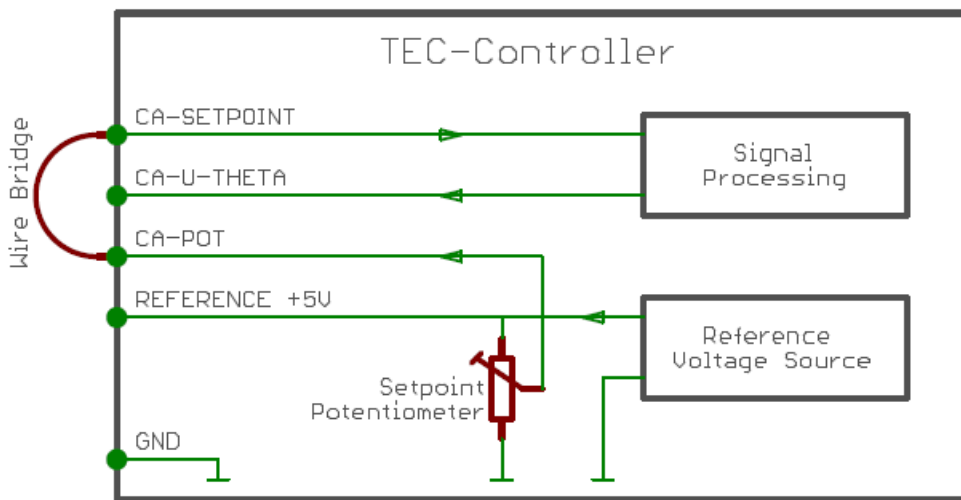 TEC-Controller
CA-SETPOINT
Signal
Processing
CA-U-THETA
Wire Bridge
CA-POT
REFERENCE +5V
Reference
Voltage Source
Setpoint
Potentiometer
GND